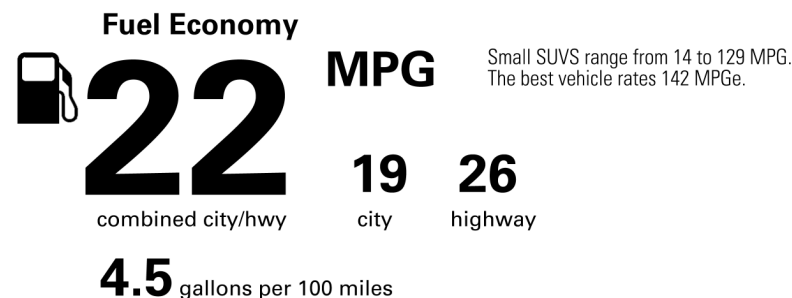 Fuel Economy
22 MPG
Small SUVS range from 14 to 129 MPG.
The best vehicle rates 142 MPGe.
combined city/hwy
19 city
26 highway
4.5 gallons per 100 miles